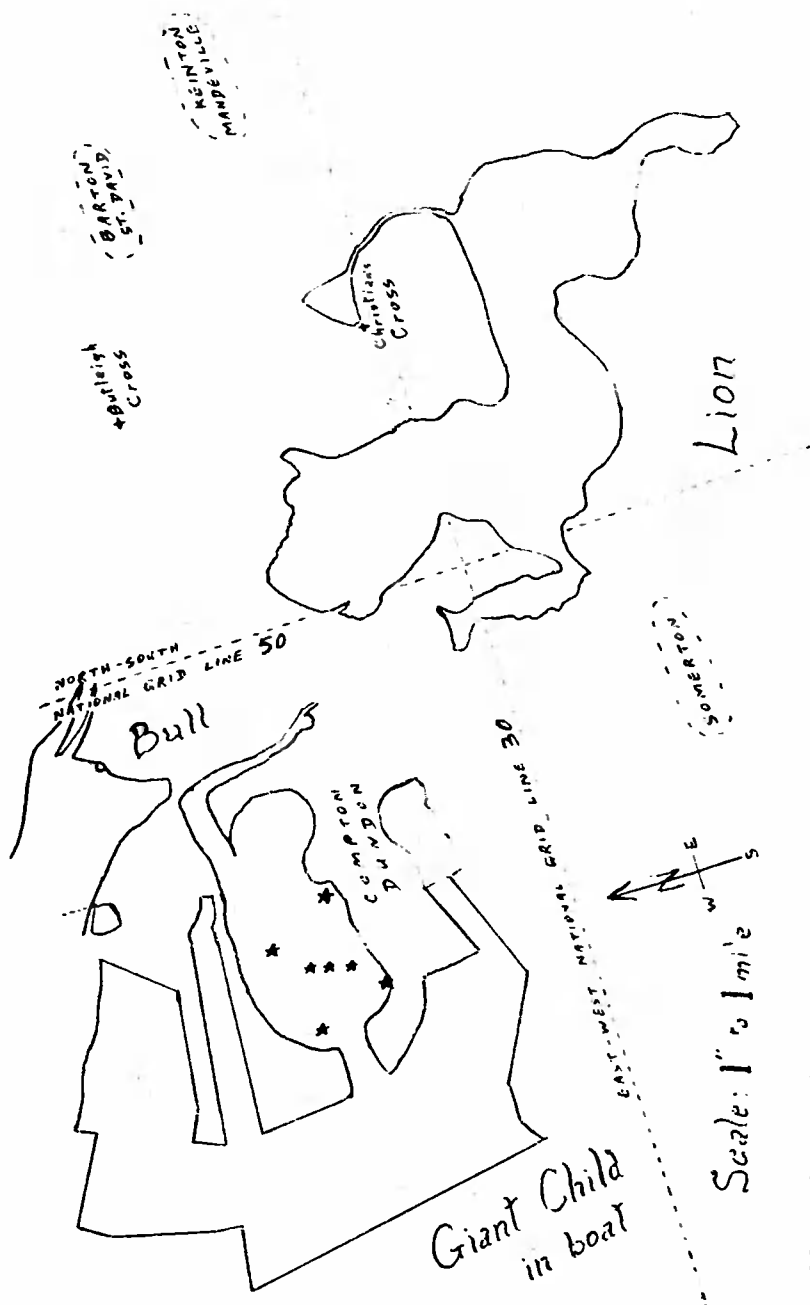 KEINTON
MANDEVILLE
BARTON
ST. DAVID
Butleigh
Cross
Christian's
Cross
Lion
NORTH-SOUTH
NATIONAL GRID LINE 50
Bull
COMPTON
DUNDON
SOMERTON
EAST-WEST NATIONAL GRID LINE 30
N
E
W
S
Scale: 1" to 1 mile
Giant Child
in boat